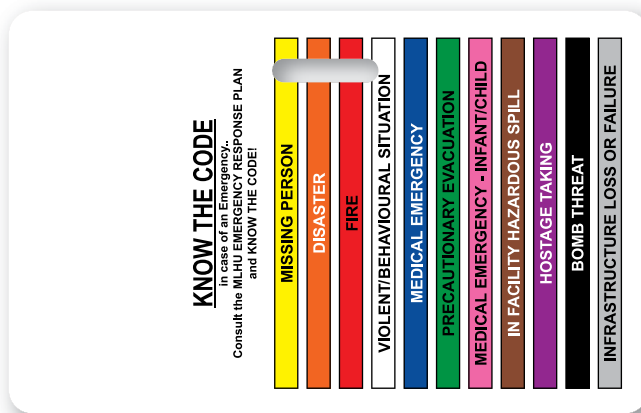 KNOW THE CODE
in case of an Emergency..
Consult the MLHU EMERGENCY RESPONSE PLAN
and KNOW THE CODE!
MISSING PERSON
DISASTER
FIRE
VIOLENT/BEHAVIOURAL SITUATION
MEDICAL EMERGENCY
PRECAUTIONARY EVACUATION
MEDICAL EMERGENCY - INFANT/CHILD
IN FACILITY HAZARDOUS SPILL
HOSTAGE TAKING
BOMB THREAT
INFRASTRUCTURE LOSS OR FAILURE